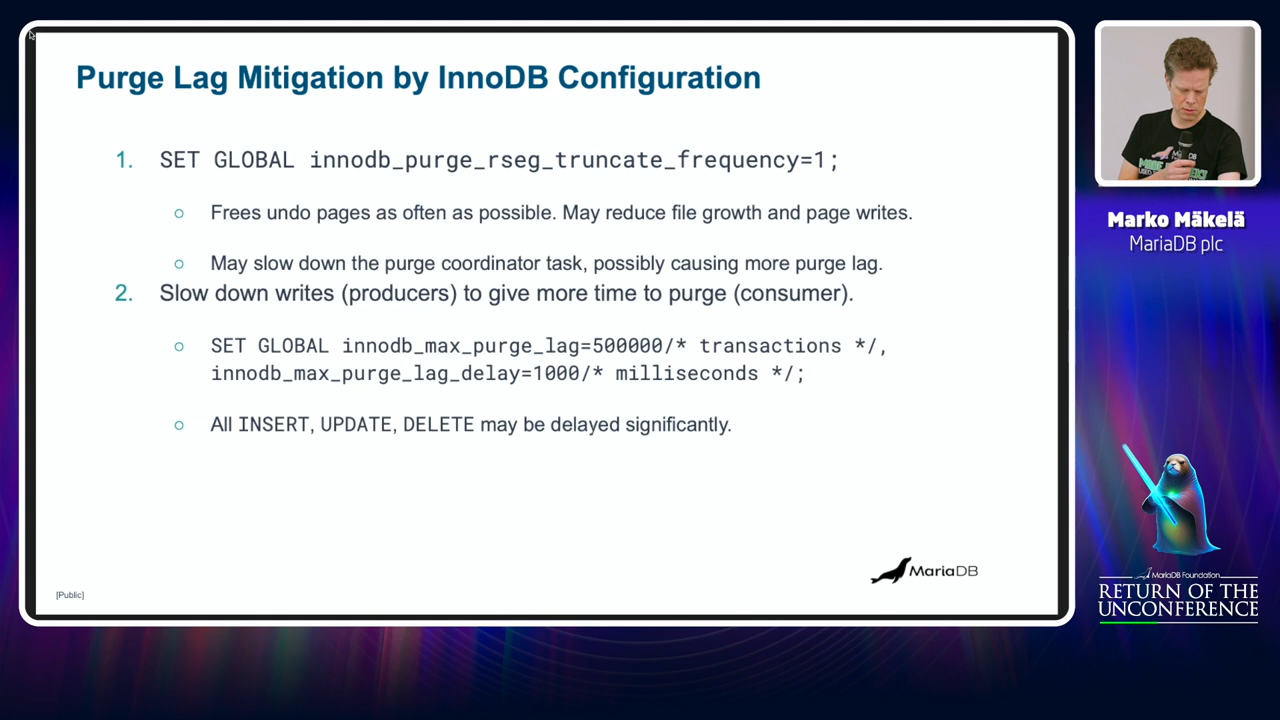 Purge Lag Mitigation by InnoDB Configuration
1. SET GLOBAL innodb_purge_rseg_truncate_frequency=1;
○ Frees undo pages as often as possible. May reduce file growth and page writes.
○ May slow down the purge coordinator task, possibly causing more purge lag.
2. Slow down writes (producers) to give more time to purge (consumer).
○ SET GLOBAL innodb_max_purge_lag=500000/* transactions */,
innodb_max_purge_lag_delay=1000/* milliseconds */;
○ All INSERT, UPDATE, DELETE may be delayed significantly.
MariaDB
[Public]
Marko Mäkelä
MariaDB plc
MariaDB Foundation
RETURN OF THE
UNCONFERENCE